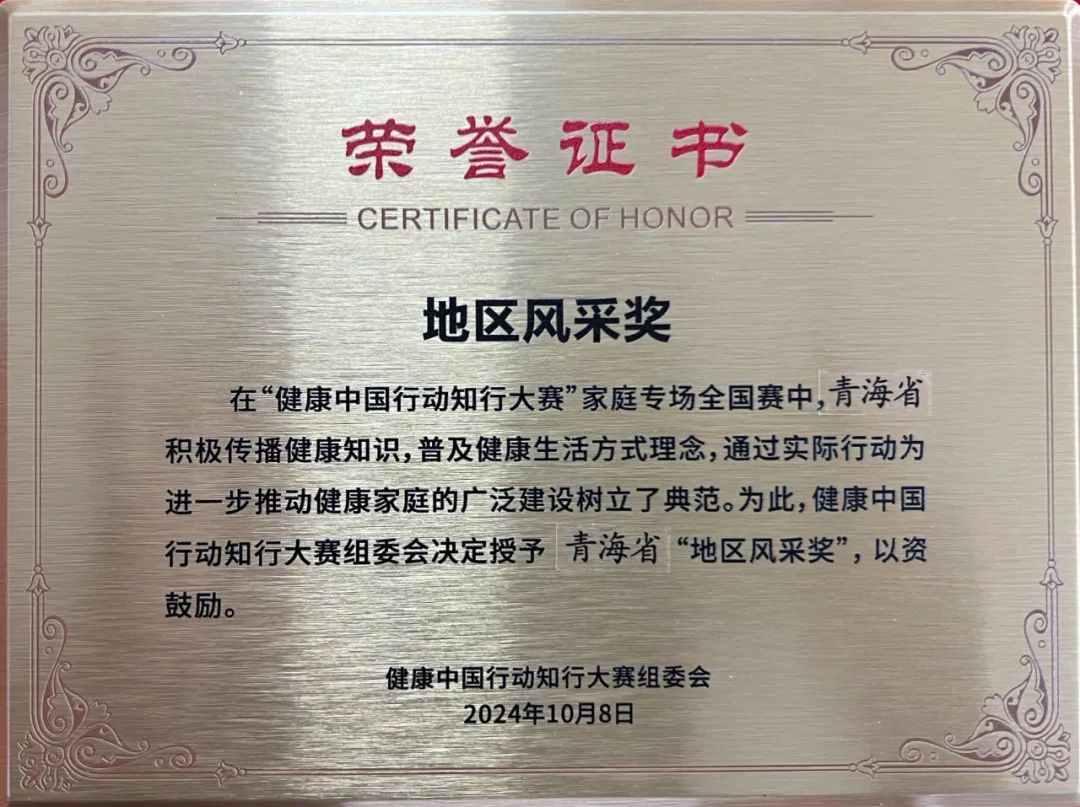 荣誉证书
CERTIFICATE OF HONOR
地区风采奖
在“健康中国行动知行大赛”家庭专场全国赛中,青海省
积极传播健康知识,普及健康生活方式理念,通过实际行动为
进一步推动健康家庭的广泛建设树立了典范。为此,健康中国
行动知行大赛组委会决定授予 青海省 “地区风采奖”, 以资
鼓励。
健康中国行动知行大赛组委会
2024年10月8日